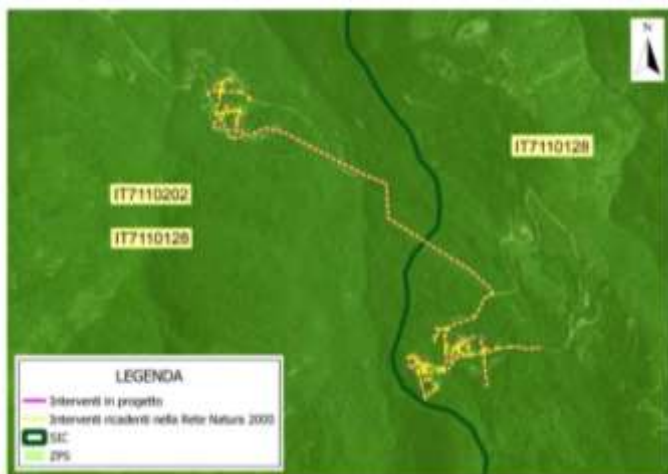 N
IT7110128
IT7110202
IT7110128
LEGENDA
Interventi in progetto
Interventi ricadenti nella Rete Natura 2000
SIC
ZPS